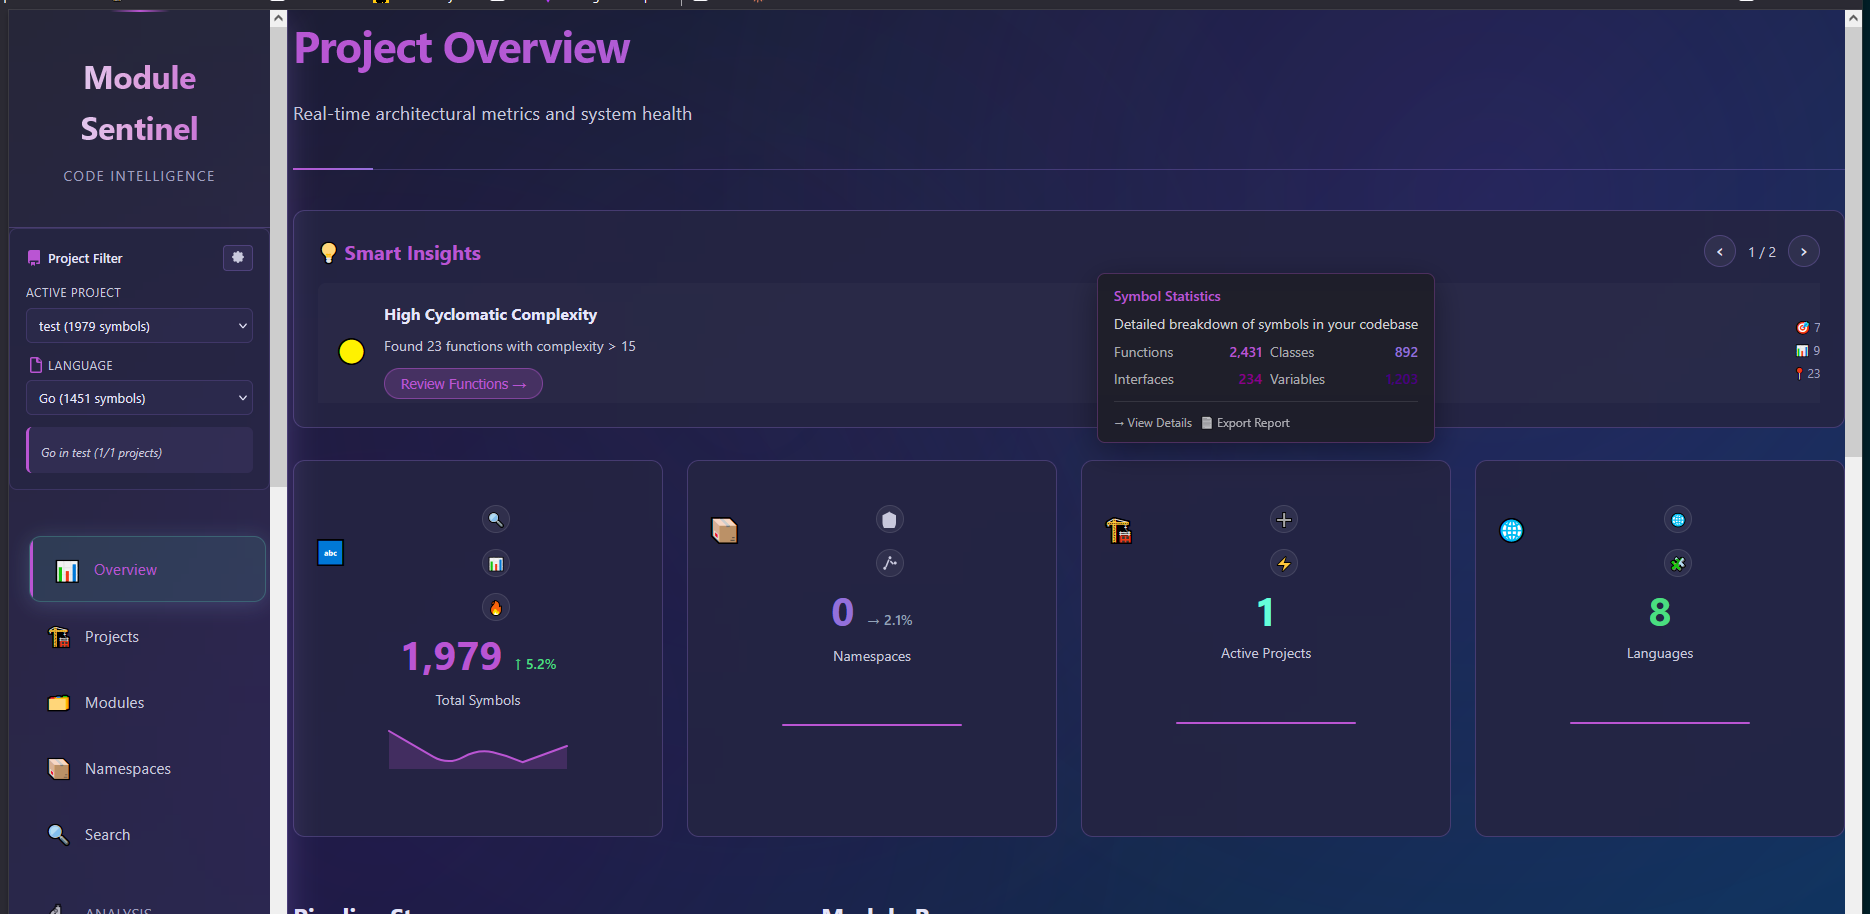 Module
Sentinel
CODE INTELLIGENCE
Project Filter
ACTIVE PROJECT
test (1979 symbols)
LANGUAGE
Go (1451 symbols)
Go in test (1/1 projects)
Overview
Projects
Modules
Namespaces
Search
ANALYSIS
Project Overview
Real-time architectural metrics and system health
Smart Insights
1 / 2
High Cyclomatic Complexity
Found 23 functions with complexity > 15
Review Functions →
7
9
23
Symbol Statistics
Detailed breakdown of symbols in your codebase
Functions 2,431 Classes 892
Interfaces 234 Variables
→ View Details Export Report
abc
1,979 ↑ 5.2%
Total Symbols
0 → 2.1%
Namespaces
1
Active Projects
8
Languages